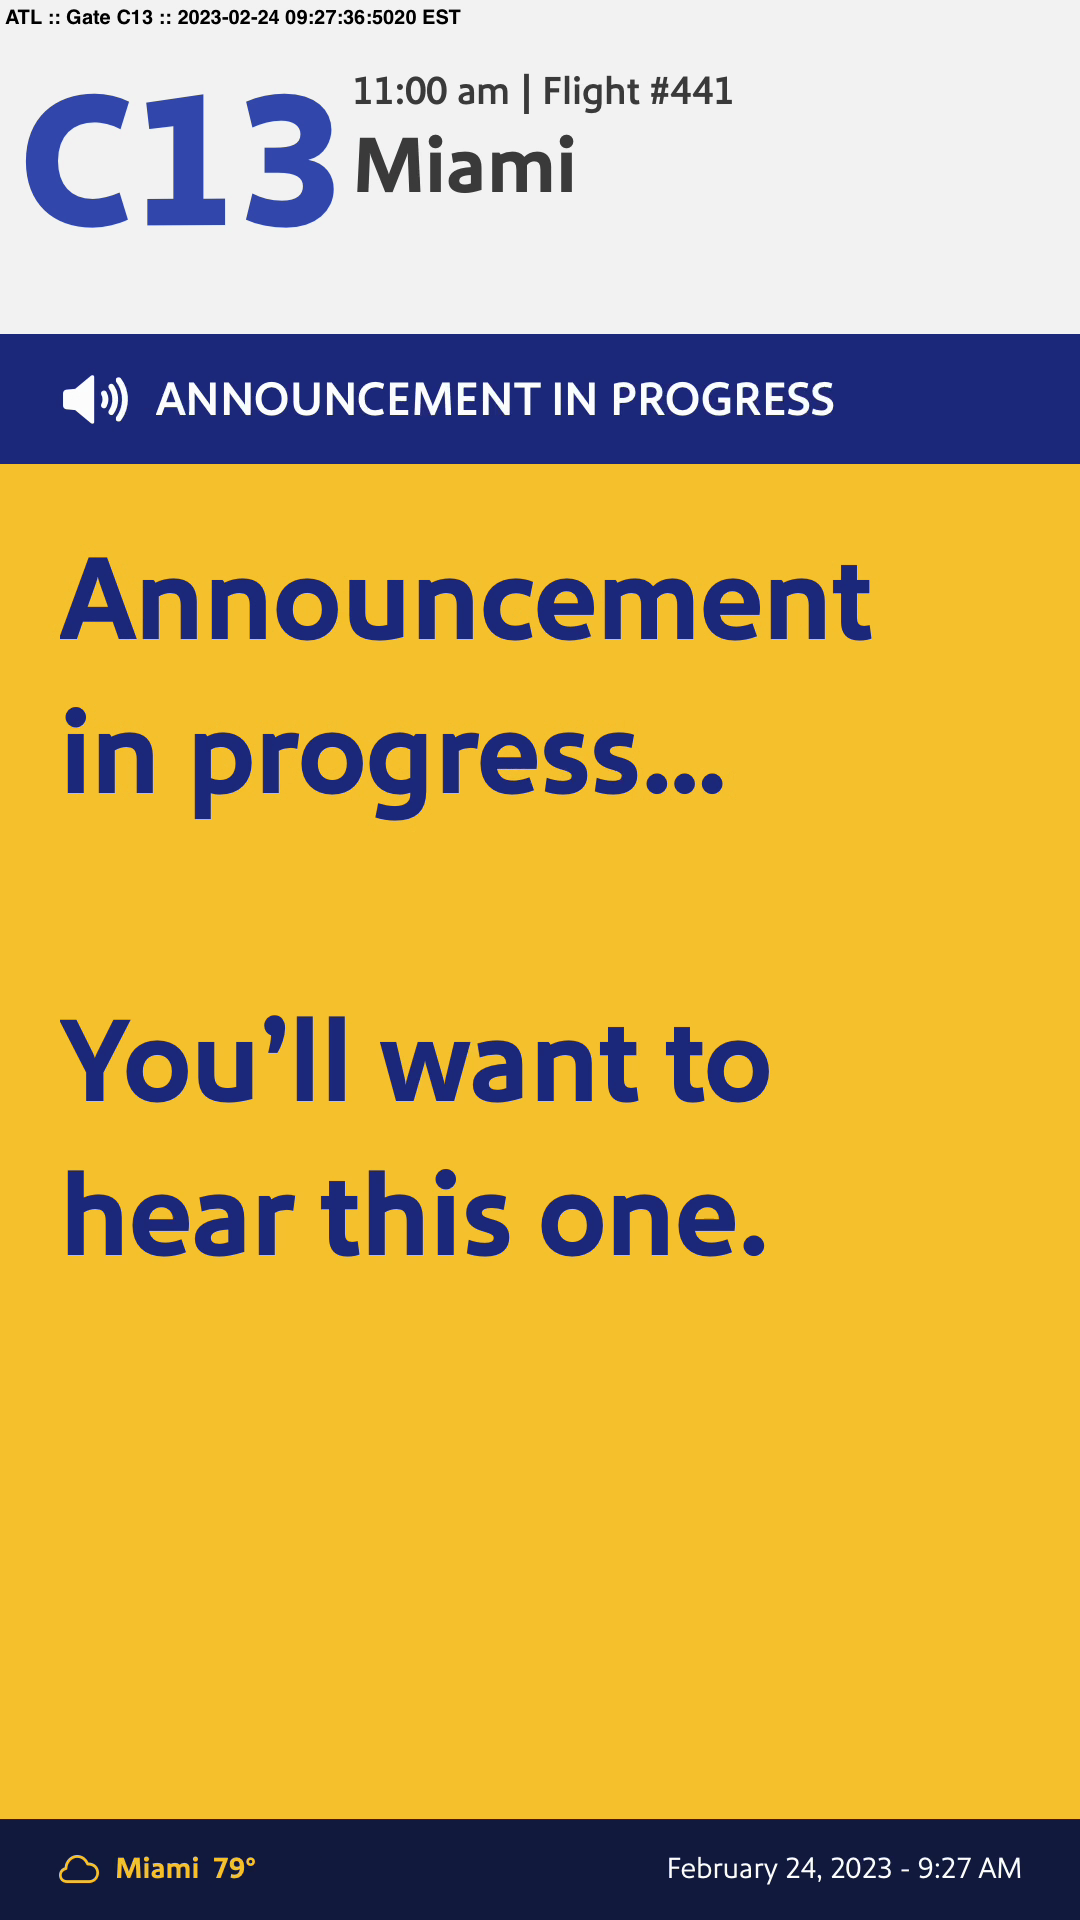 ATL :: Gate C13 :: 2023-02-24 09:27:36:5020 EST
C13
11:00 am | Flight #441
Miami
ANNOUNCEMENT IN PROGRESS
Announcement
in progress...
You’ll want to
hear this one.
Miami 79°
February 24, 2023 - 9:27 AM